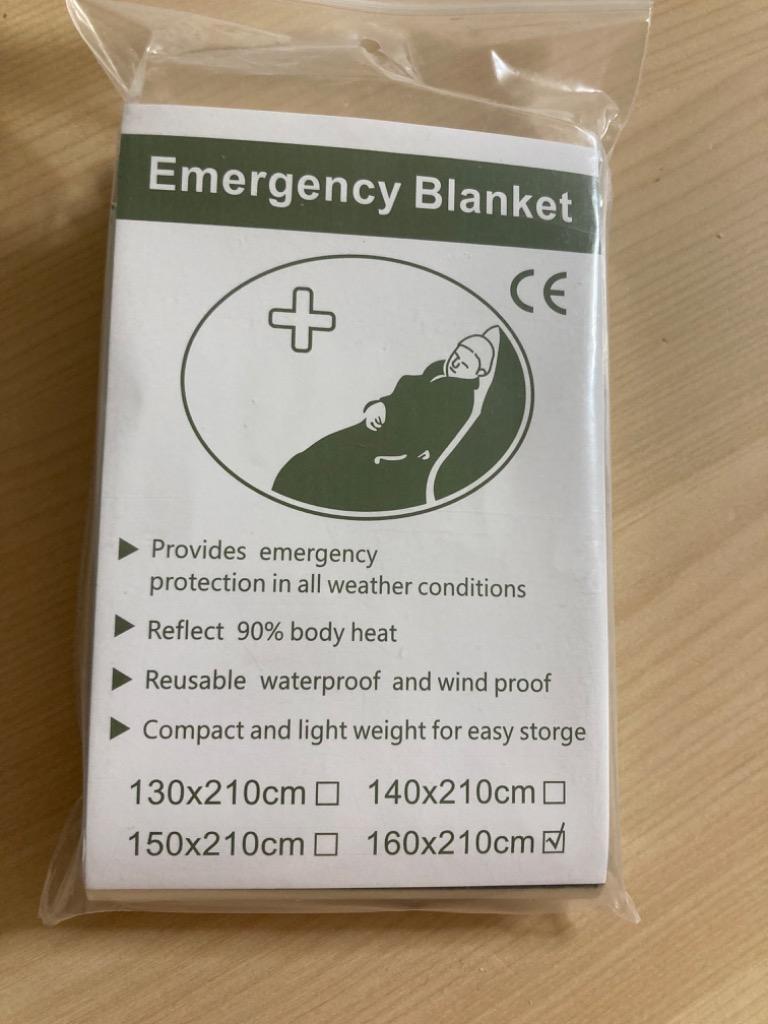 Emergency Blanket
CE
▶ Provides emergency
protection in all weather conditions
▶ Reflect 90% body heat
▶ Reusable waterproof and wind proof
▶ Compact and light weight for easy storge
130x210cm ☐ 140x210cm ☐
150x210cm ☐ 160x210cm ☑